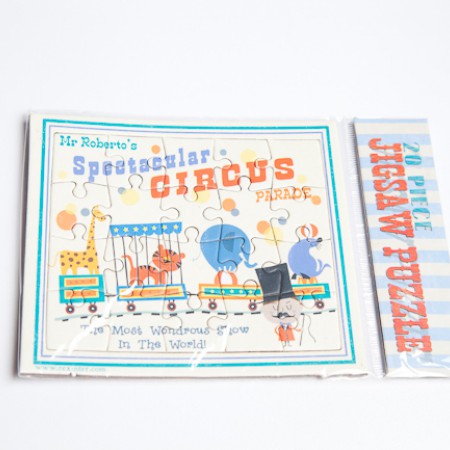 Mr Roberto's
Spectacular
CIRCUS
PARADE
The Most Wondrous Show
In The World!
20 PIECE
JIGSAW PUZZLE